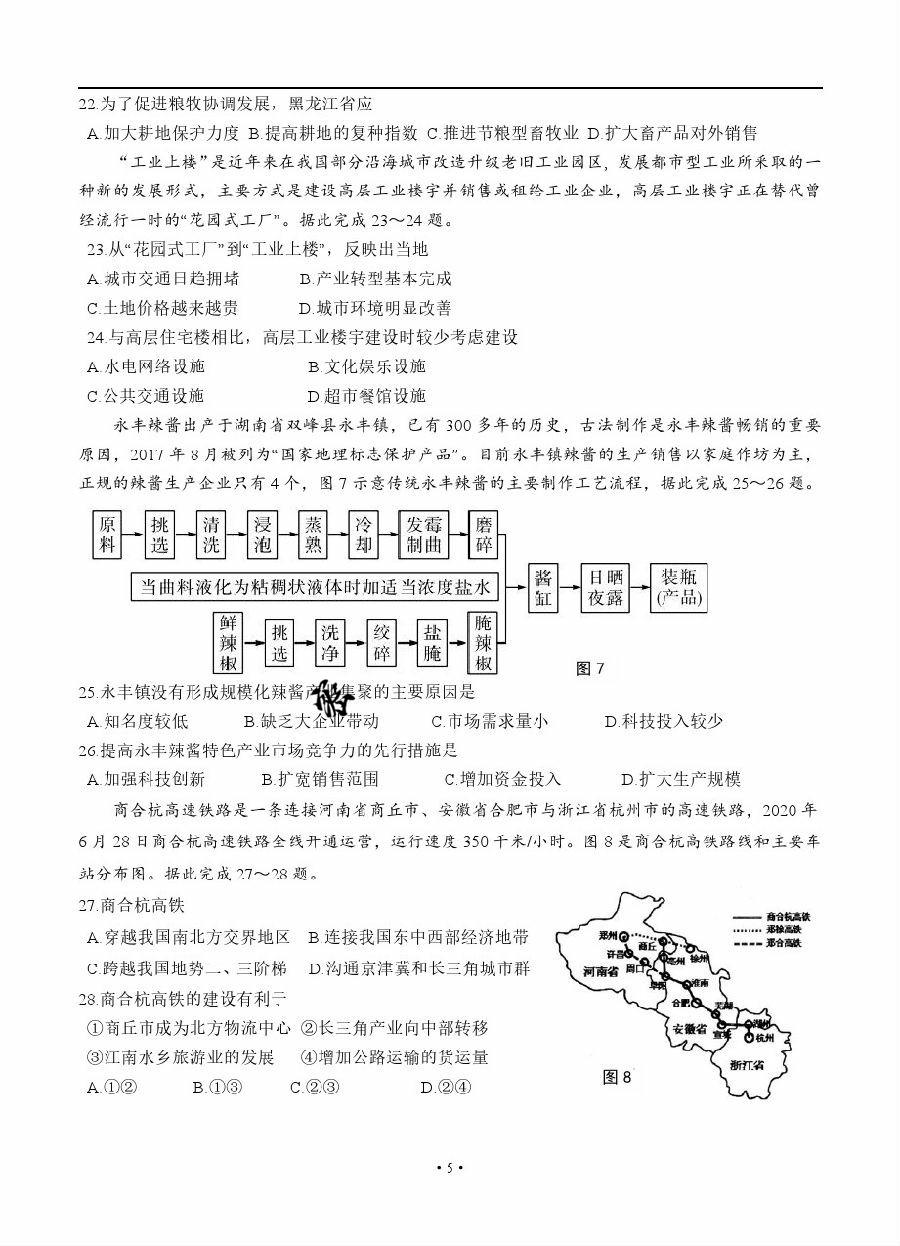 22.为了促进粮牧协调发展，黑龙江省应
A.加大耕地保护力度 B.提高耕地的复种指数 C.推进节粮型畜牧业 D.扩大畜产品对外销售
“工业上楼”是近年来在我国部分沿海城市改造升级老旧工业园区，发展都市型工业所采取的一
种新的发展形式，主要方式是建设高层工业楼宇并销售或租给工业企业，高层工业楼宇正在替代曾
经流行一时的“花园式工厂”。据此完成 23～24 题。
23.从“花园式工厂”到“工业上楼”，反映出当地
A.城市交通日趋拥堵 B.产业转型基本完成
C.土地价格越来越贵 D.城市环境明显改善
24.与高层住宅楼相比，高层工业楼宇建设时较少考虑建设
A.水电网络设施 B.文化娱乐设施
C.公共交通设施 D.超市餐馆设施
永丰辣酱出产于湖南省双峰县永丰镇，已有 300 多年的历史，古法制作是永丰辣酱畅销的重要
原因，2017 年 8 月被列为“国家地理标志保护产品”。目前永丰镇辣酱的生产销售以家庭作坊为主，
正规的辣酱生产企业只有 4 个，图 7 示意传统永丰辣酱的主要制作工艺流程，据此完成 25～26 题。
原料 挑选 清洗 浸泡 蒸熟 冷却 发霉制曲 磨碎
当曲料液化为粘稠状液体时加适当浓度盐水 酱缸 日晒夜露 装瓶(产品)
鲜辣椒 挑选 洗净 绞碎 盐腌 腌辣椒
图 7
25.永丰镇没有形成规模化辣酱产业集聚的主要原因是
A.知名度较低 B.缺乏大企业带动 C.市场需求量小 D.科技投入较少
26.提高永丰辣酱特色产业市场竞争力的先行措施是
A.加强科技创新 B.扩宽销售范围 C.增加资金投入 D.扩大生产规模
商合杭高速铁路是一条连接河南省商丘市、安徽省合肥市与浙江省杭州市的高速铁路，2020 年
6 月 28 日商合杭高速铁路全线开通运营，运行速度 350 千米/小时。图 8 是商合杭高铁路线和主要车
站分布图。据此完成 27～28 题。
27.商合杭高铁
A.穿越我国南北方交界地区 B.连接我国东中西部经济地带
C.跨越我国地势二、三阶梯 D.沟通京津冀和长三角城市群
28.商合杭高铁的建设有利于
①商丘市成为北方物流中心 ②长三角产业向中部转移
③江南水乡旅游业的发展 ④增加公路运输的货运量
A.①② B.①③ C.②③ D.②④
商合杭高铁
郑徐高铁
郑合高铁
郑州
商丘
徐州
许昌
亳州
周口
河南省
阜阳
淮南
合肥
芜湖
安徽省
宣城
湖州
杭州
浙江省
图 8
· 5 ·